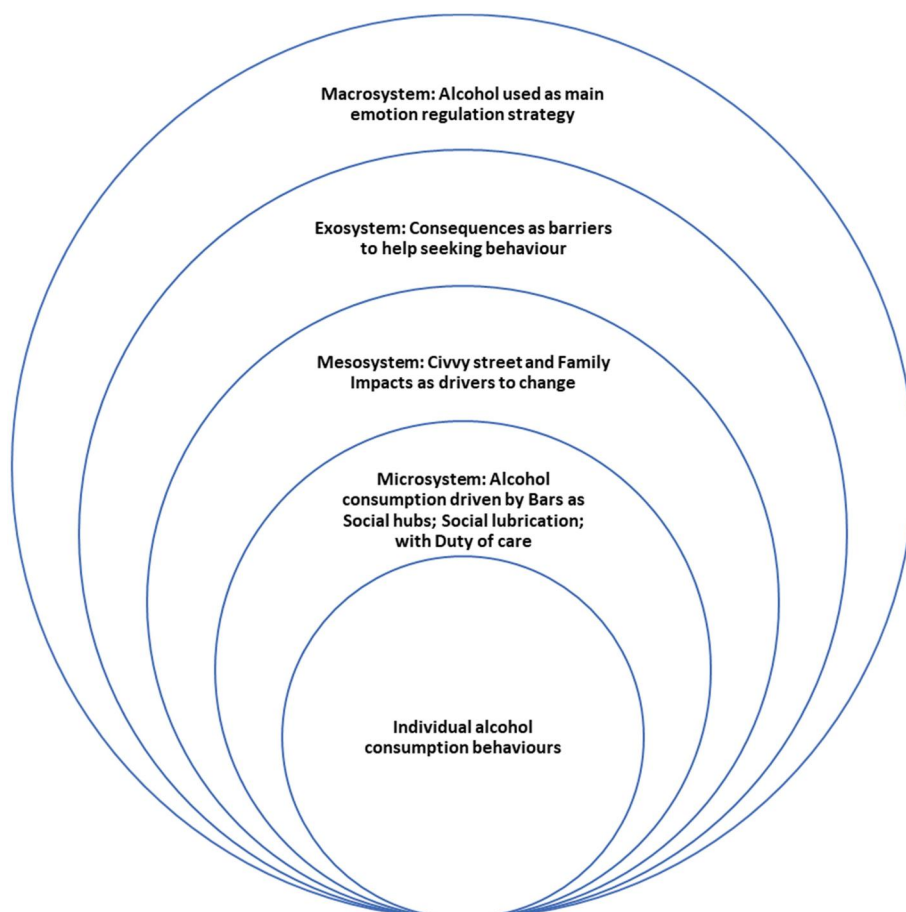 Macrosystem: Alcohol used as main
emotion regulation strategy
Exosystem: Consequences as barriers
to help seeking behaviour
Mesosystem: Civvy street and Family
Impacts as drivers to change
Microsystem: Alcohol
consumption driven by Bars as
Social hubs; Social lubrication;
with Duty of care
Individual alcohol
consumption behaviours